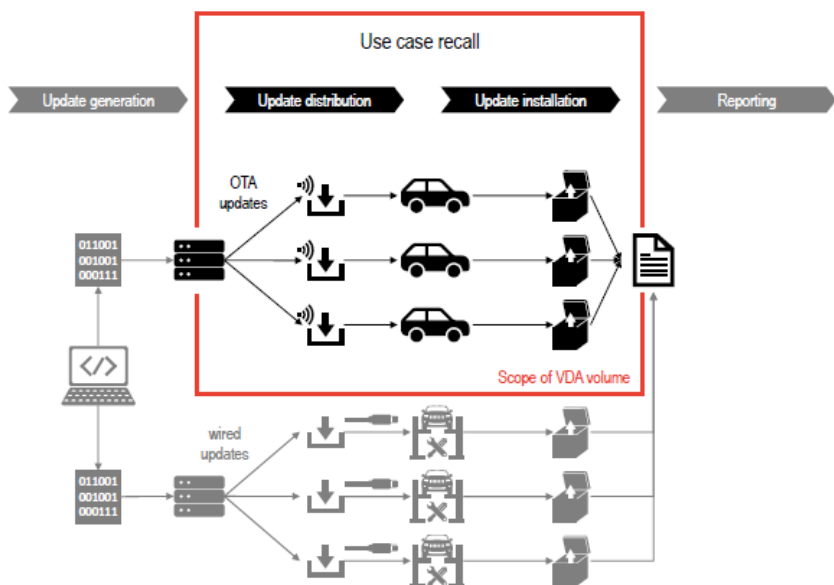 Use case recall
Update generation
Update distribution
Update installation
Reporting
OTA
updates
011001
001001
000111
</>
Scope of VDA volume
wired
updates
011001
001001
000111